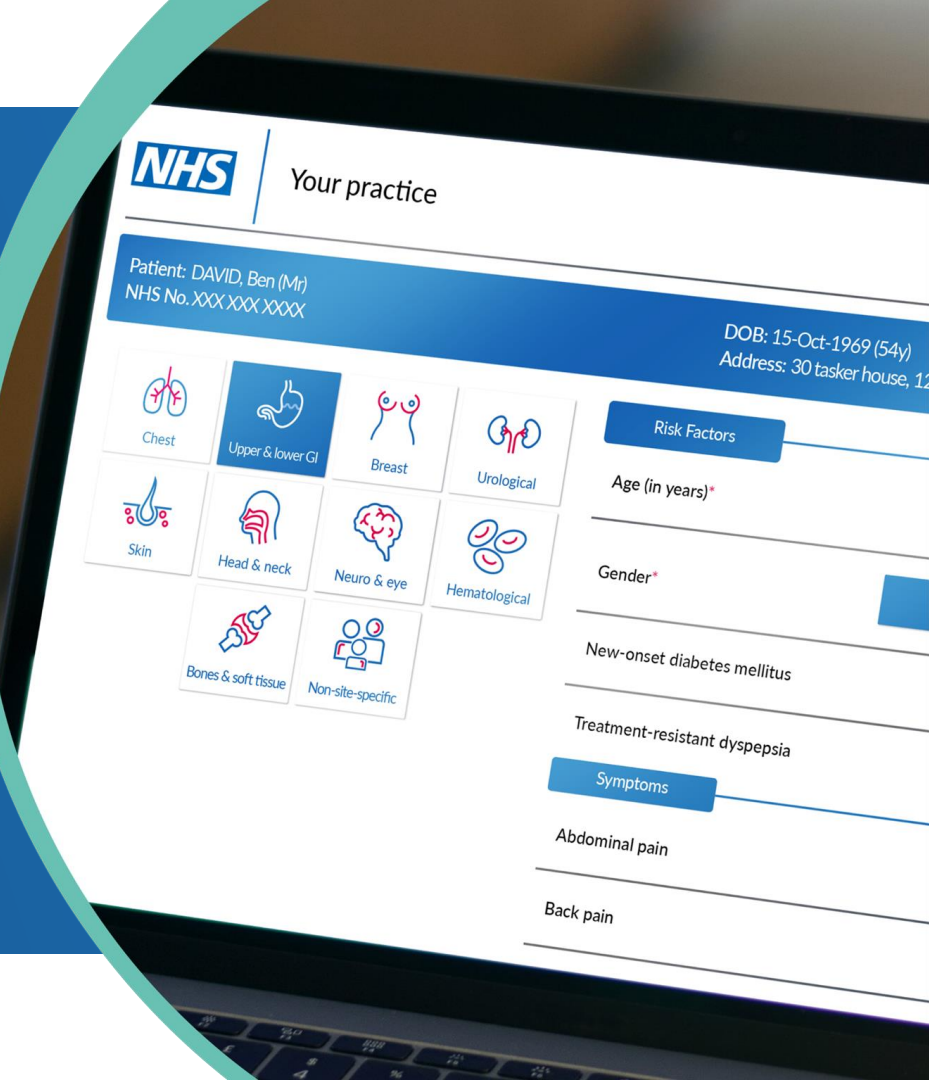 NHS
Your practice
Patient: DAVID, Ben (Mr)
NHS No. XXX XXX XXXX
DOB: 15-Oct-1969 (54y)
Address: 30 tasker house, 12
Chest
Upper & lower GI
Breast
Urological
Skin
Head & neck
Neuro & eye
Hematological
Bones & soft tissue
Non-site-specific
Risk Factors
Age (in years)*
Gender*
New-onset diabetes mellitus
Treatment-resistant dyspepsia
Symptoms
Abdominal pain
Back pain